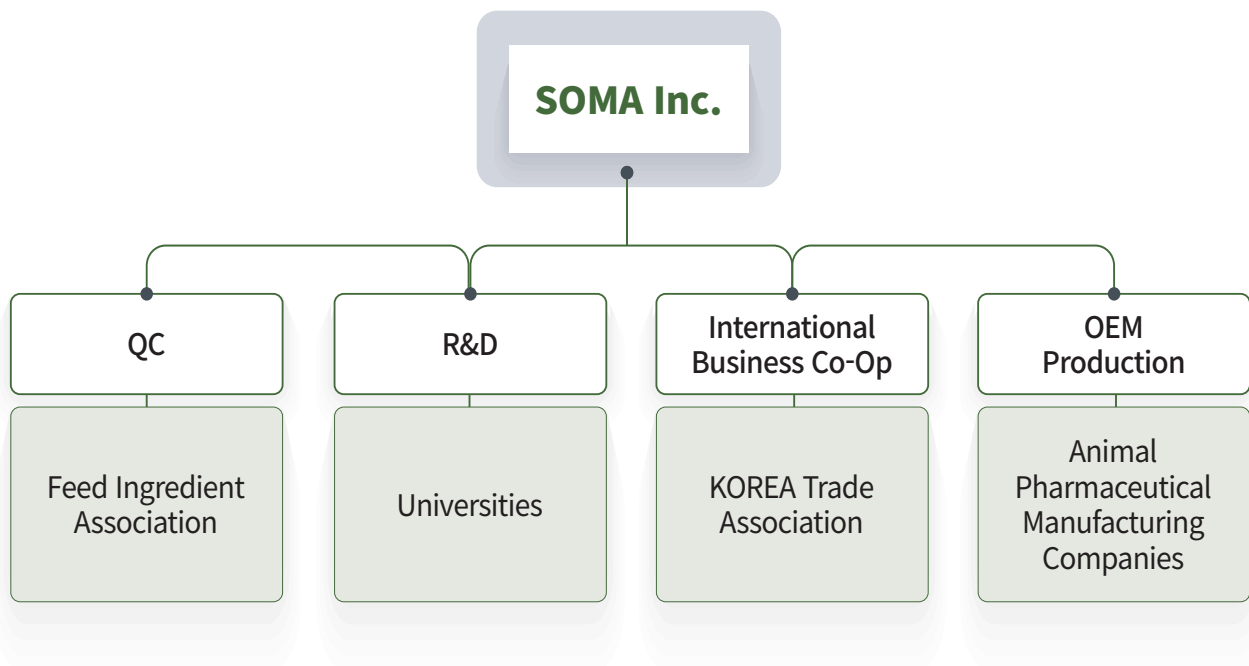 SOMA Inc.
QC
R&D
International
Business Co-Op
OEM
Production
Feed Ingredient
Association
Universities
KOREA Trade
Association
Animal
Pharmaceutical
Manufacturing
Companies